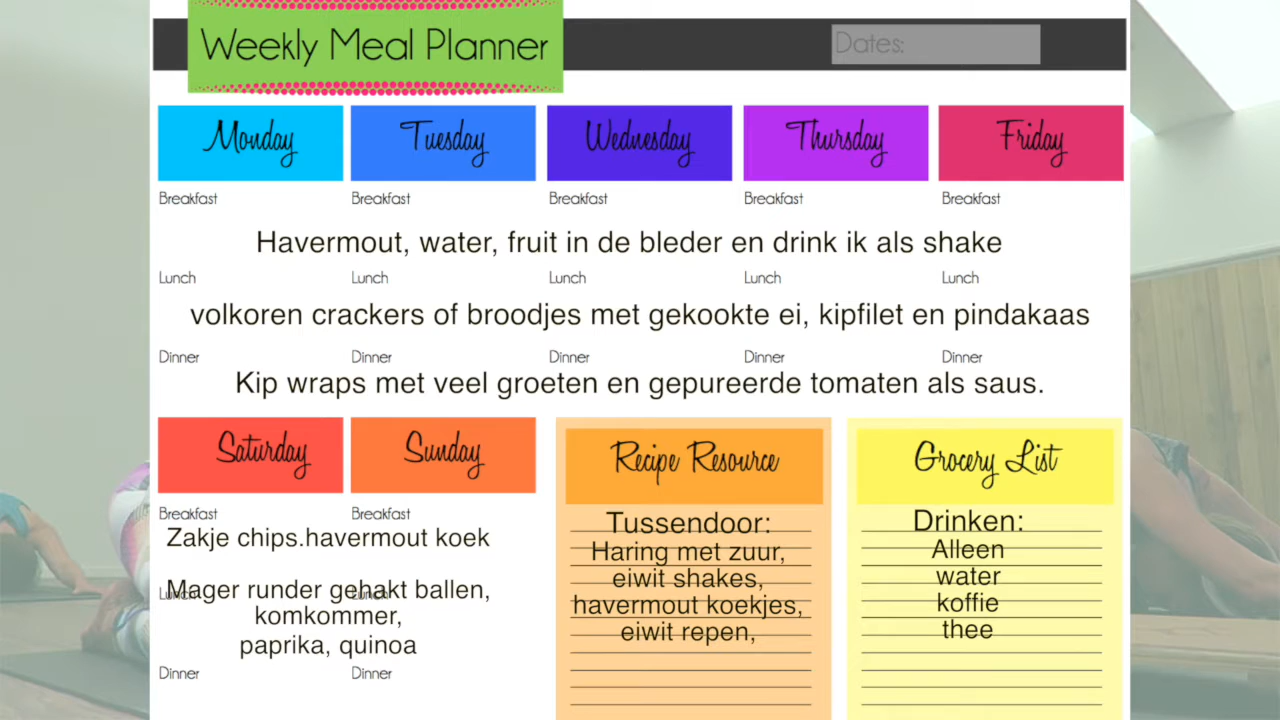 Weekly Meal Planner
Dates:
Monday Tuesday Wednesday Thursday Friday
Breakfast Breakfast Breakfast Breakfast Breakfast
Havermout, water, fruit in de bleder en drink ik als shake
Lunch Lunch Lunch Lunch Lunch
volkoren crackers of broodjes met gekookte ei, kipfilet en pindakaas
Dinner Dinner Dinner Dinner Dinner
Kip wraps met veel groeten en gepureerde tomaten als saus.
Saturday Sunday
Breakfast Breakfast
Zakje chips.havermout koek
Lunch Lunch
Mager runder gehakt ballen,
komkommer,
paprika, quinoa
Dinner Dinner
Recipe Resource
Tussendoor:
Haring met zuur,
eiwit shakes,
havermout koekjes,
eiwit repen,
Grocery List
Drinken:
Alleen
water
koffie
thee